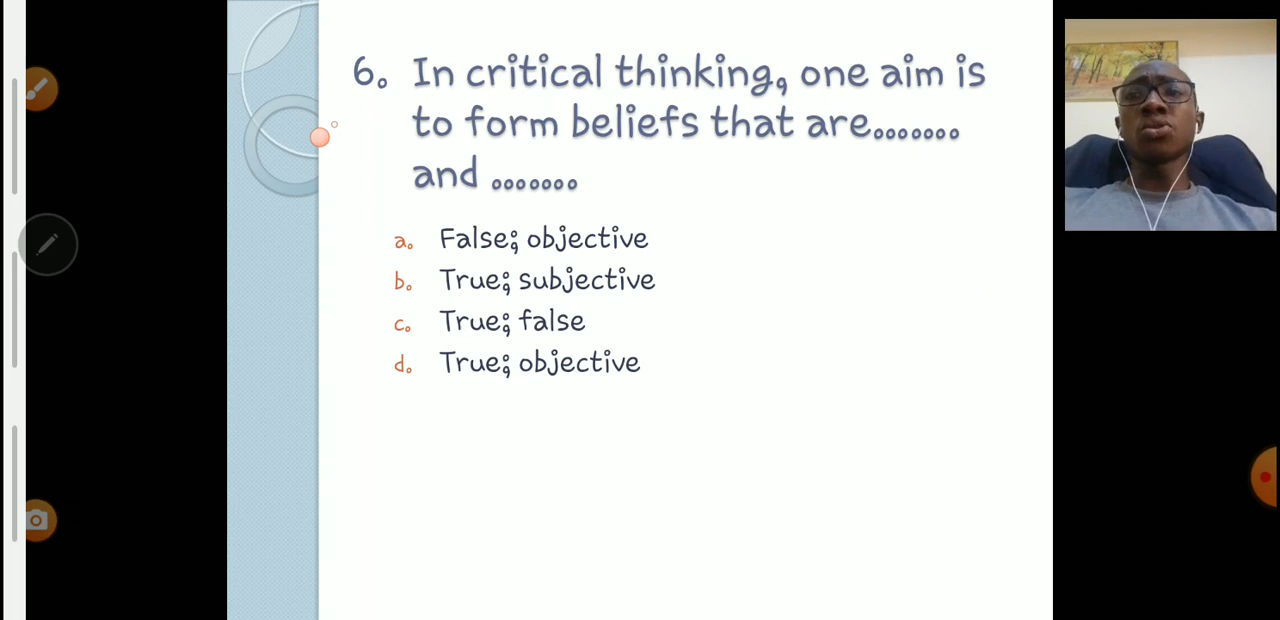 6. In critical thinking, one aim is
to form beliefs that are.......
and .......
a. False; objective
b. True; subjective
c. True; false
d. True; objective